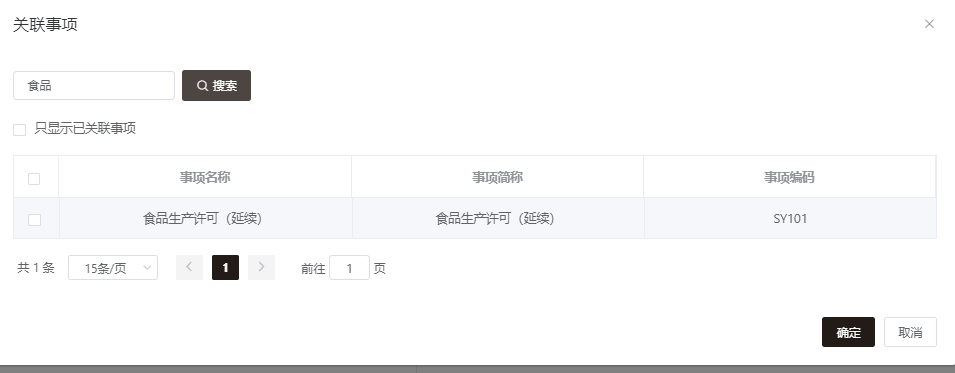 关联事项
食品 搜索
只显示已关联事项
事项名称 事项简称 事项编码
食品生产许可（延续） 食品生产许可（延续） SY101
共 1 条 15条/页 1 前往 1 页
确定 取消